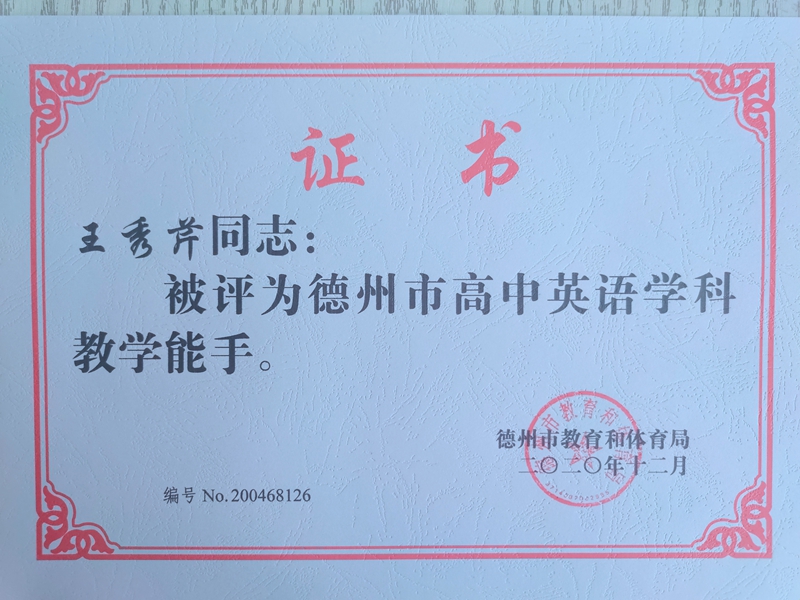 证 书
王秀芹同志：
被评为德州市高中英语学科
教学能手。
德州市教育和体育局
二〇二〇年十二月
编号 No.200468126